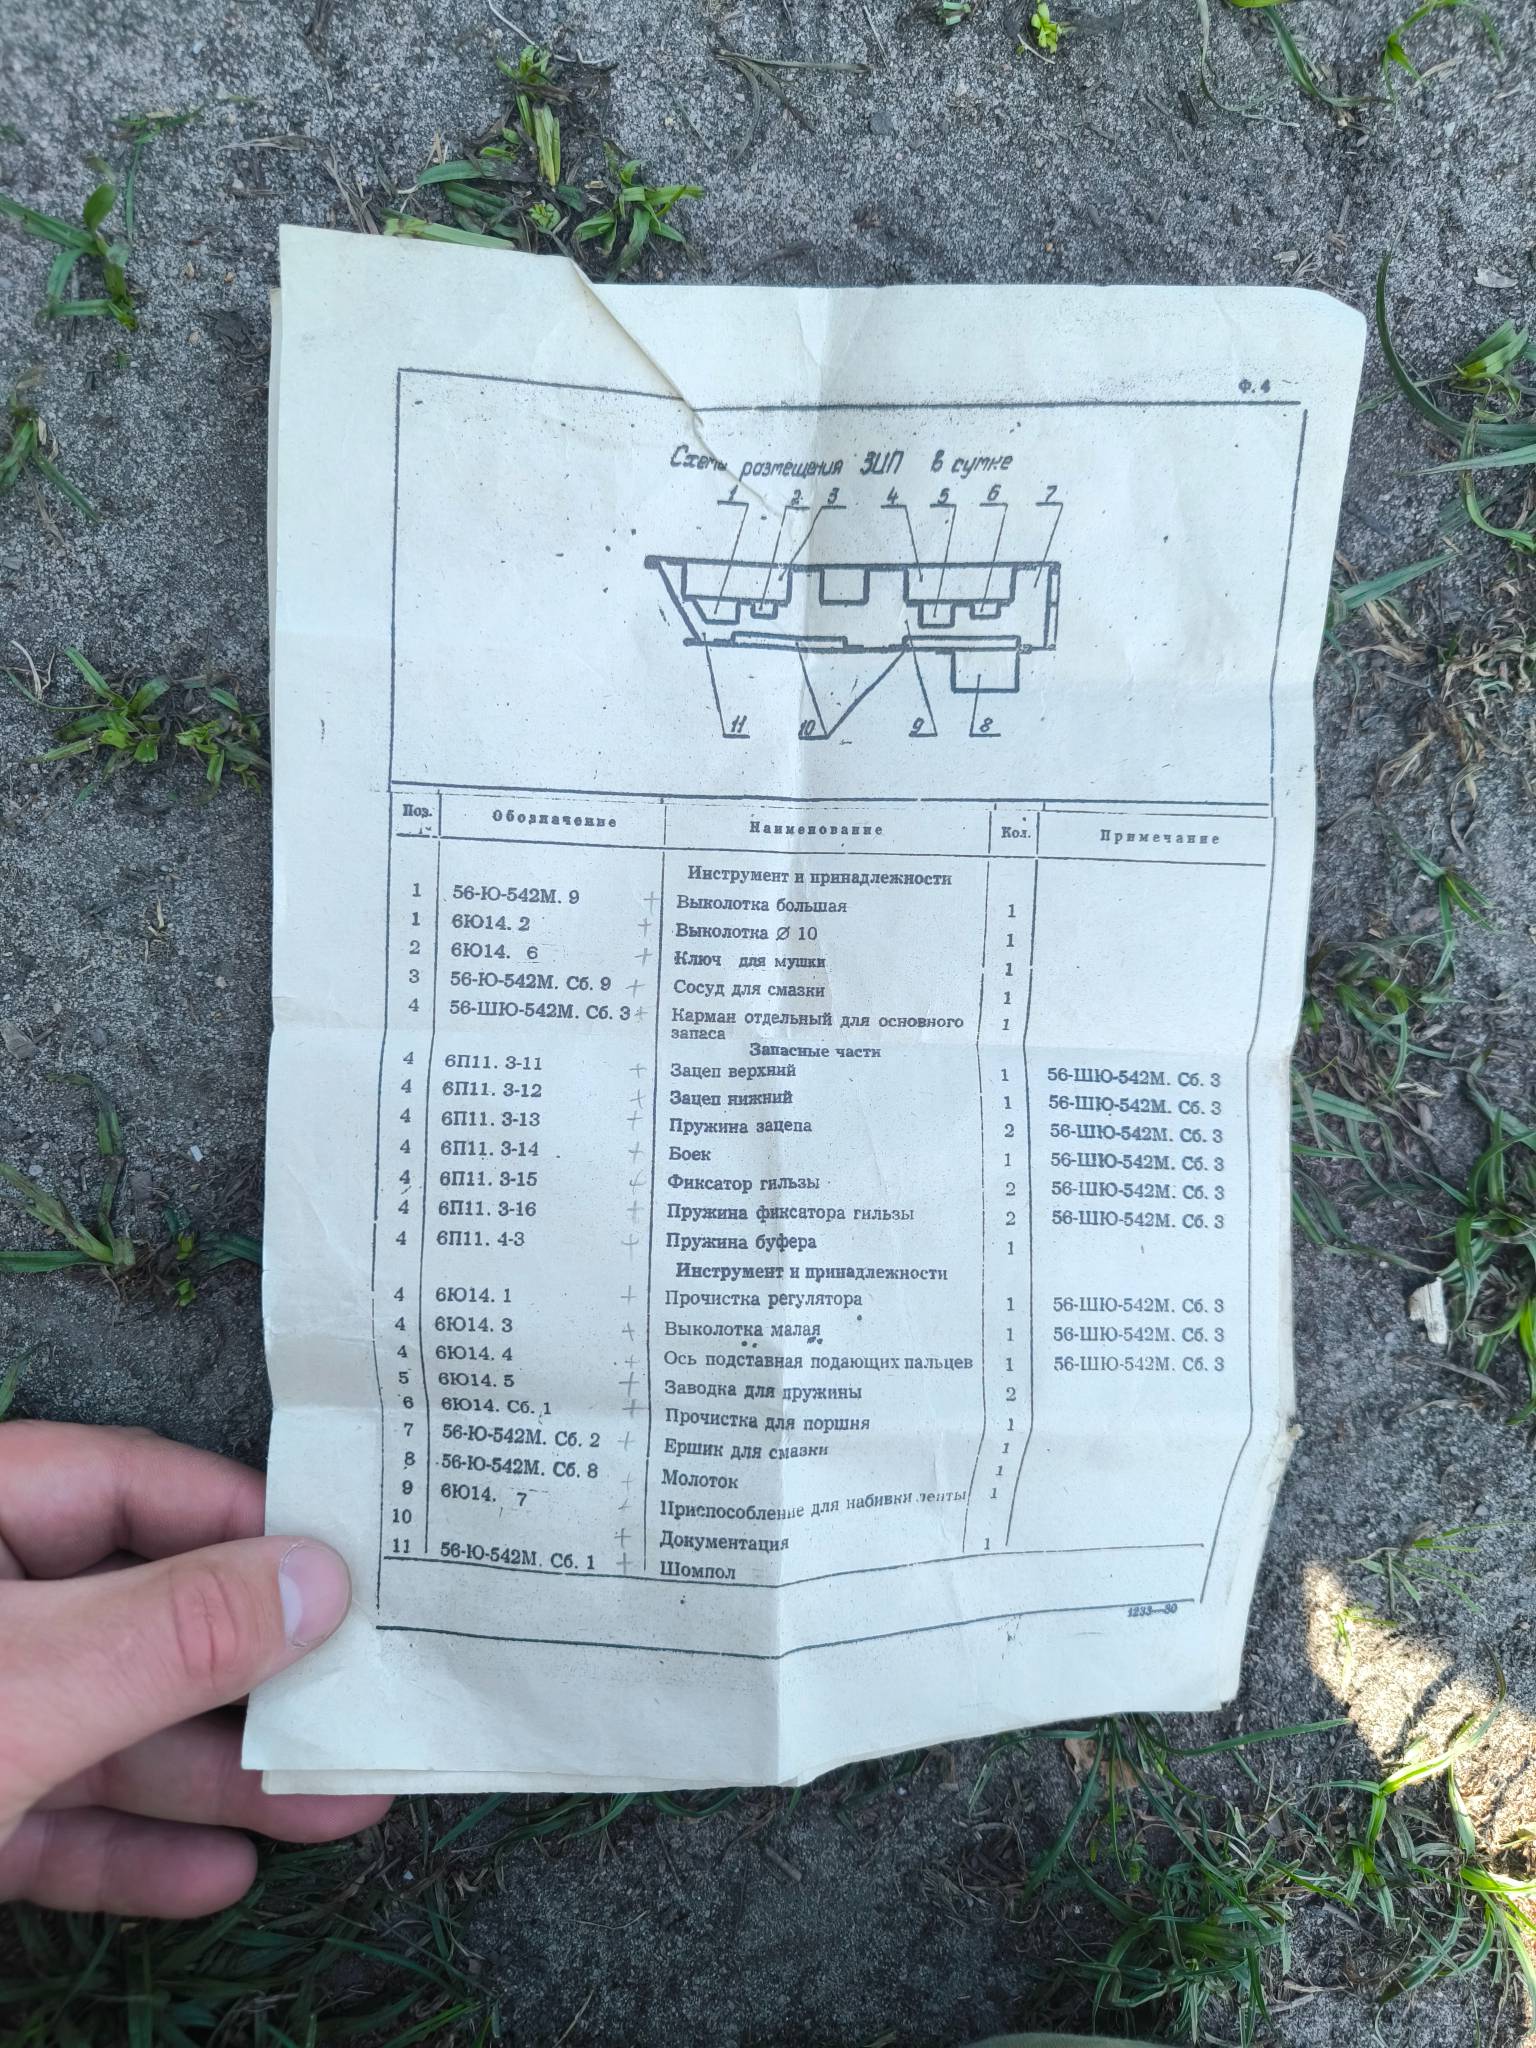 Ф. 4
Схема размещения ЗИП в сумке
1 2 3 4 5 6 7
11 10 9 8
Поз. Обозначение Наименование Кол. Примечание
Инструмент и принадлежности
1 56-Ю-542М. 9 + Выколотка большая 1
1 6Ю14. 2 + Выколотка Ø 10 1
2 6Ю14. 6 + Ключ для мушки 1
3 56-Ю-542М. Сб. 9 + Сосуд для смазки 1
4 56-ШЮ-542М. Сб. 3 + Карман отдельный для основного 1
запаса
Запасные части
4 6П11. 3-11 + Зацеп верхний 1 56-ШЮ-542М. Сб. 3
4 6П11. 3-12 + Зацеп нижний 1 56-ШЮ-542М. Сб. 3
4 6П11. 3-13 + Пружина зацепа 2 56-ШЮ-542М. Сб. 3
4 6П11. 3-14 + Боек 1 56-ШЮ-542М. Сб. 3
4 6П11. 3-15 + Фиксатор гильзы 2 56-ШЮ-542М. Сб. 3
4 6П11. 3-16 + Пружина фиксатора гильзы 2 56-ШЮ-542М. Сб. 3
4 6П11. 4-3 + Пружина буфера 1
Инструмент и принадлежности
4 6Ю14. 1 + Прочистка регулятора 1 56-ШЮ-542М. Сб. 3
4 6Ю14. 3 + Выколотка малая 1 56-ШЮ-542М. Сб. 3
4 6Ю14. 4 + Ось подставная подающих пальцев 1 56-ШЮ-542М. Сб. 3
5 6Ю14. 5 + Заводка для пружины 2
6 6Ю14. Сб. 1 + Прочистка для поршня 1
7 56-Ю-542М. Сб. 2 + Ершик для смазки 1
8 56-Ю-542М. Сб. 8 + Молоток 1
9 6Ю14. 7 + Приспособление для набивки ленты 1
10 + Документация
11 56-Ю-542М. Сб. 1 + Шомпол 1
1233—80